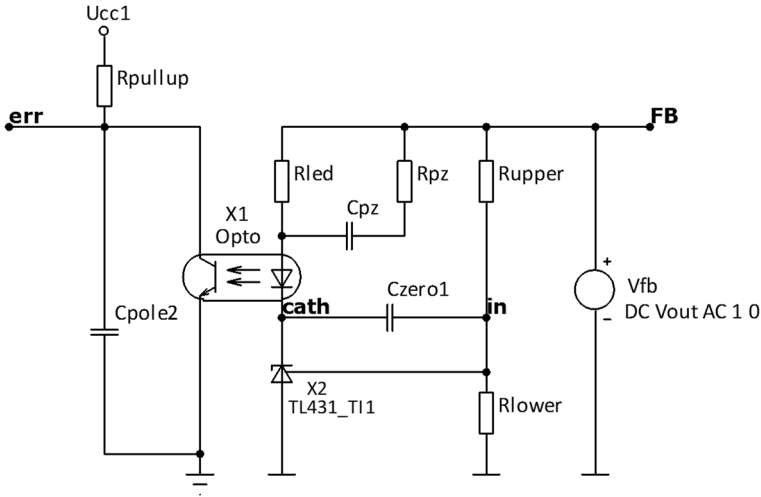 Ucc1
Rpullup
err
FB
Rled
Rpz
Rupper
Cpz
X1
Opto
Czero1
Vfb
DC Vout AC 1 0
cath
in
Cpole2
X2
TL431_TI1
Rlower
+
−